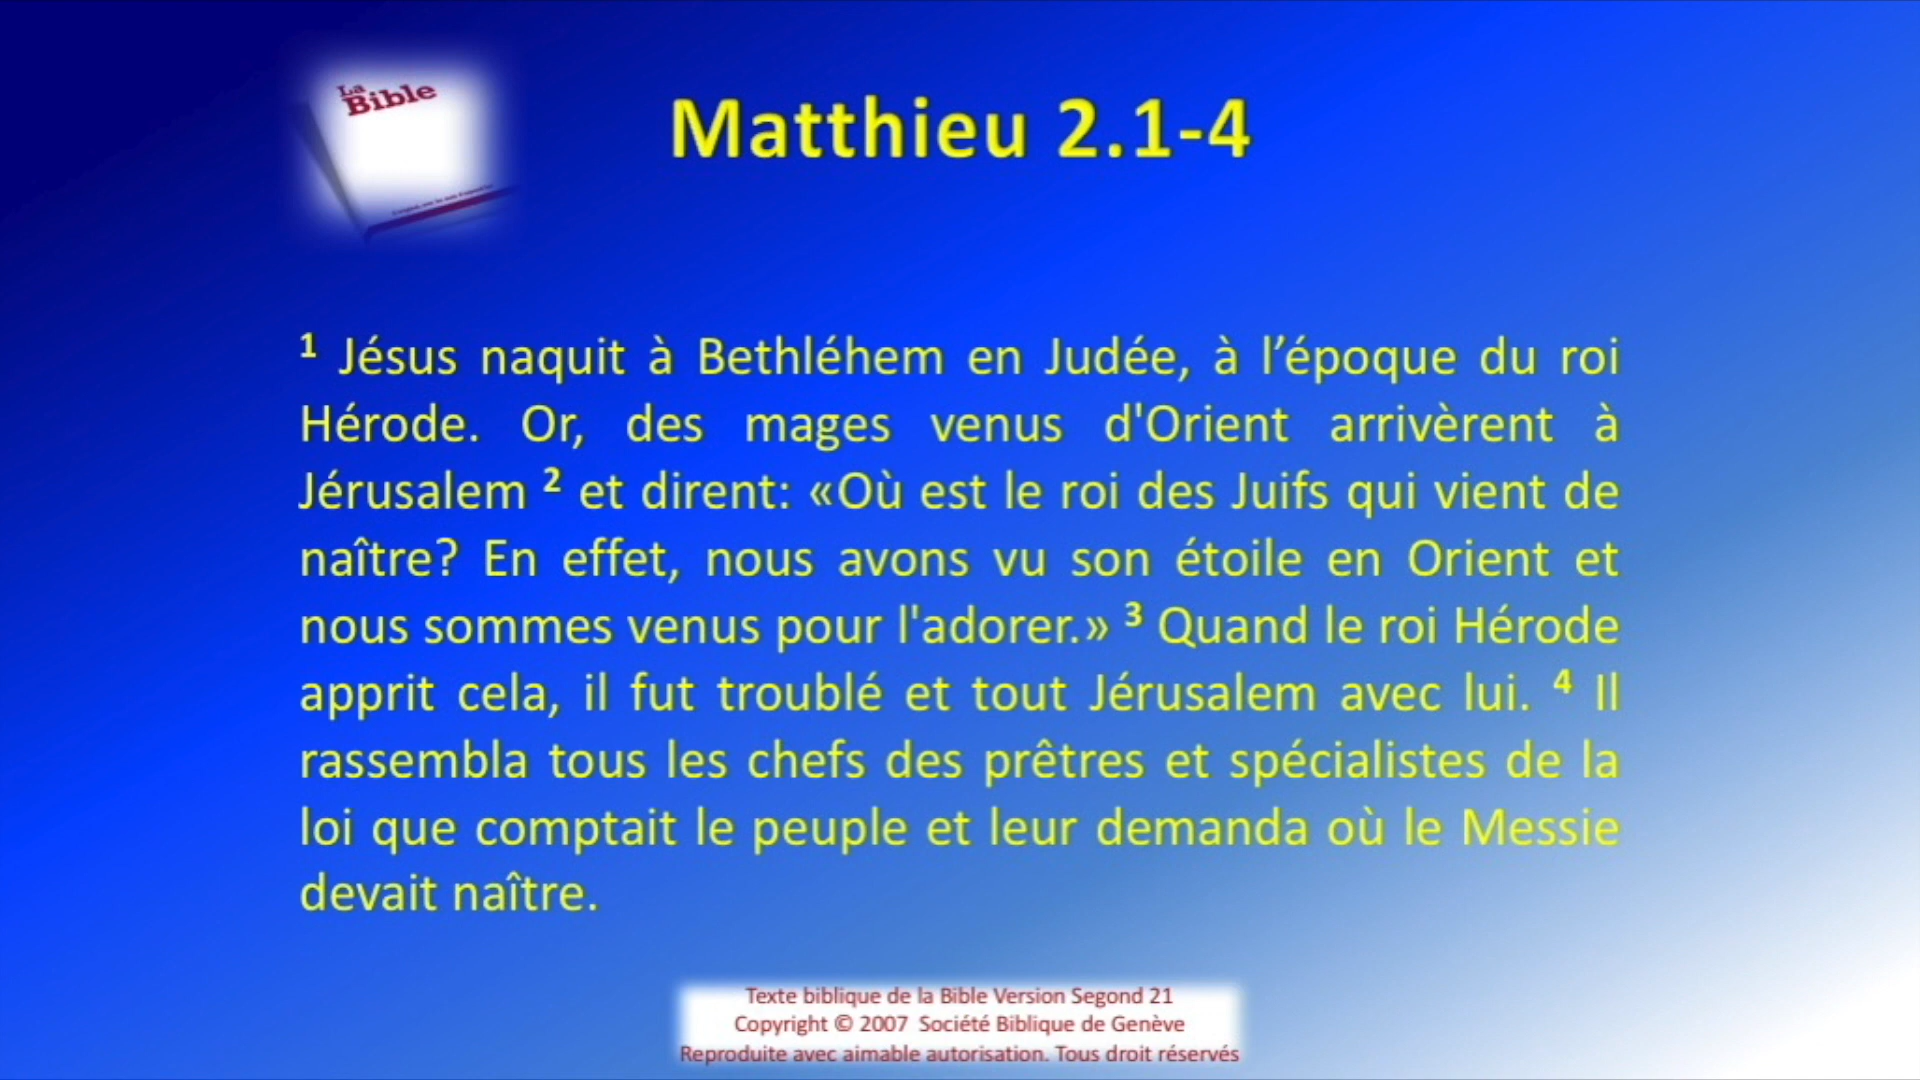 La
Bible
Matthieu 2.1-4
1 Jésus naquit à Bethléhem en Judée, à l’époque du roi
Hérode. Or, des mages venus d'Orient arrivèrent à
Jérusalem 2 et dirent: «Où est le roi des Juifs qui vient de
naître? En effet, nous avons vu son étoile en Orient et
nous sommes venus pour l'adorer.» 3 Quand le roi Hérode
apprit cela, il fut troublé et tout Jérusalem avec lui. 4 Il
rassembla tous les chefs des prêtres et spécialistes de la
loi que comptait le peuple et leur demanda où le Messie
devait naître.
Texte biblique de la Bible Version Segond 21
Copyright © 2007 Société Biblique de Genève
Reproduite avec aimable autorisation. Tous droit réservés